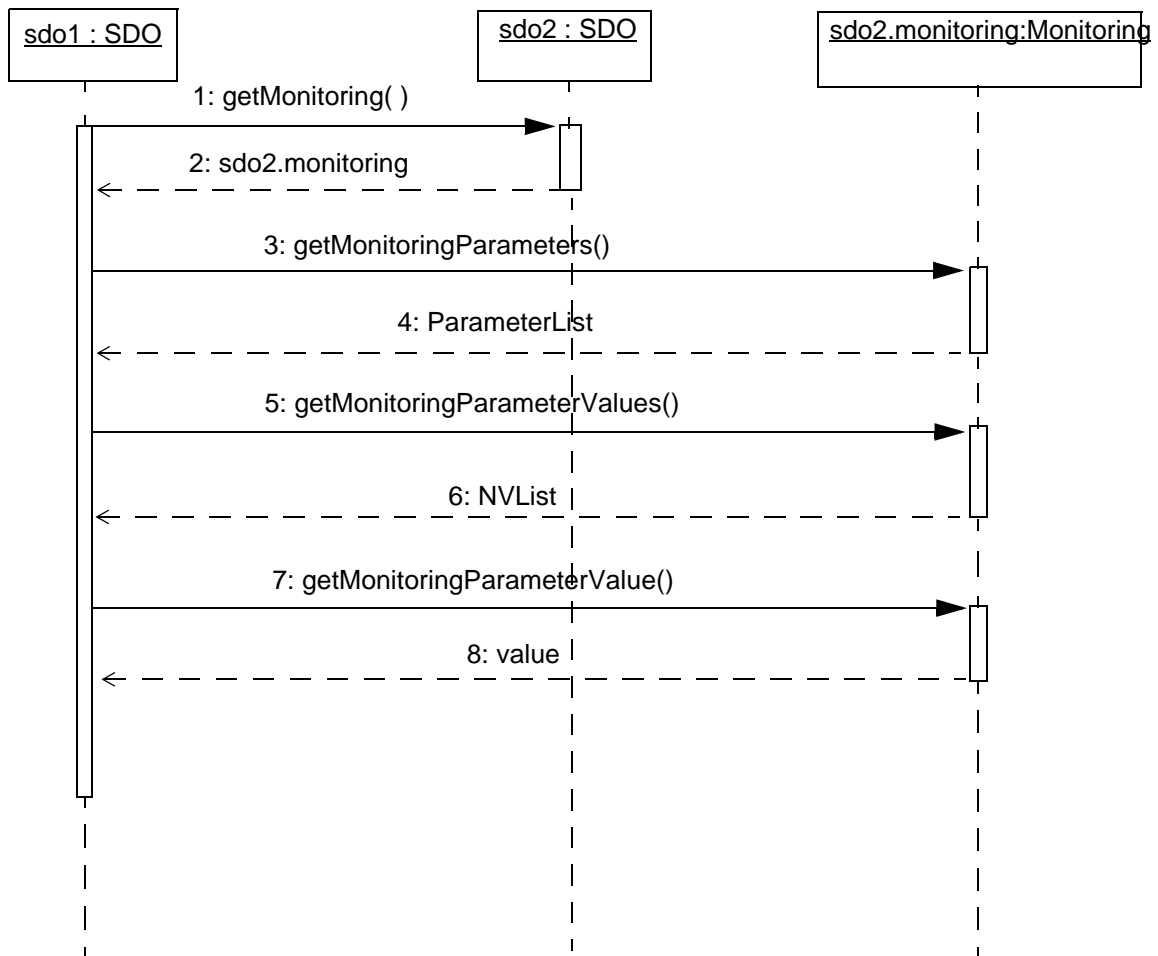 sdo1 : SDO
sdo2 : SDO
sdo2.monitoring:Monitoring
1: getMonitoring( )
2: sdo2.monitoring
3: getMonitoringParameters()
4: ParameterList
5: getMonitoringParameterValues()
6: NVList
7: getMonitoringParameterValue()
8: value